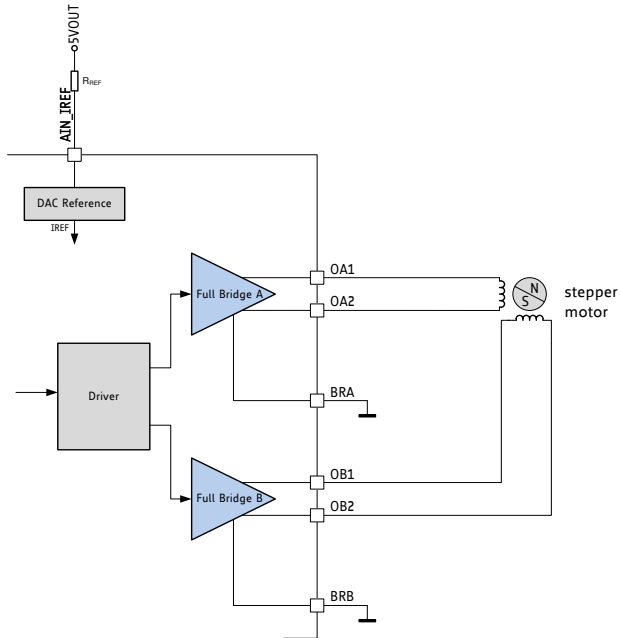 5VOUT
RREF
AIN_IREF
DAC Reference
IREF
Full Bridge A
OA1
OA2
N
S
stepper
motor
BRA
Driver
Full Bridge B
OB1
OB2
BRB